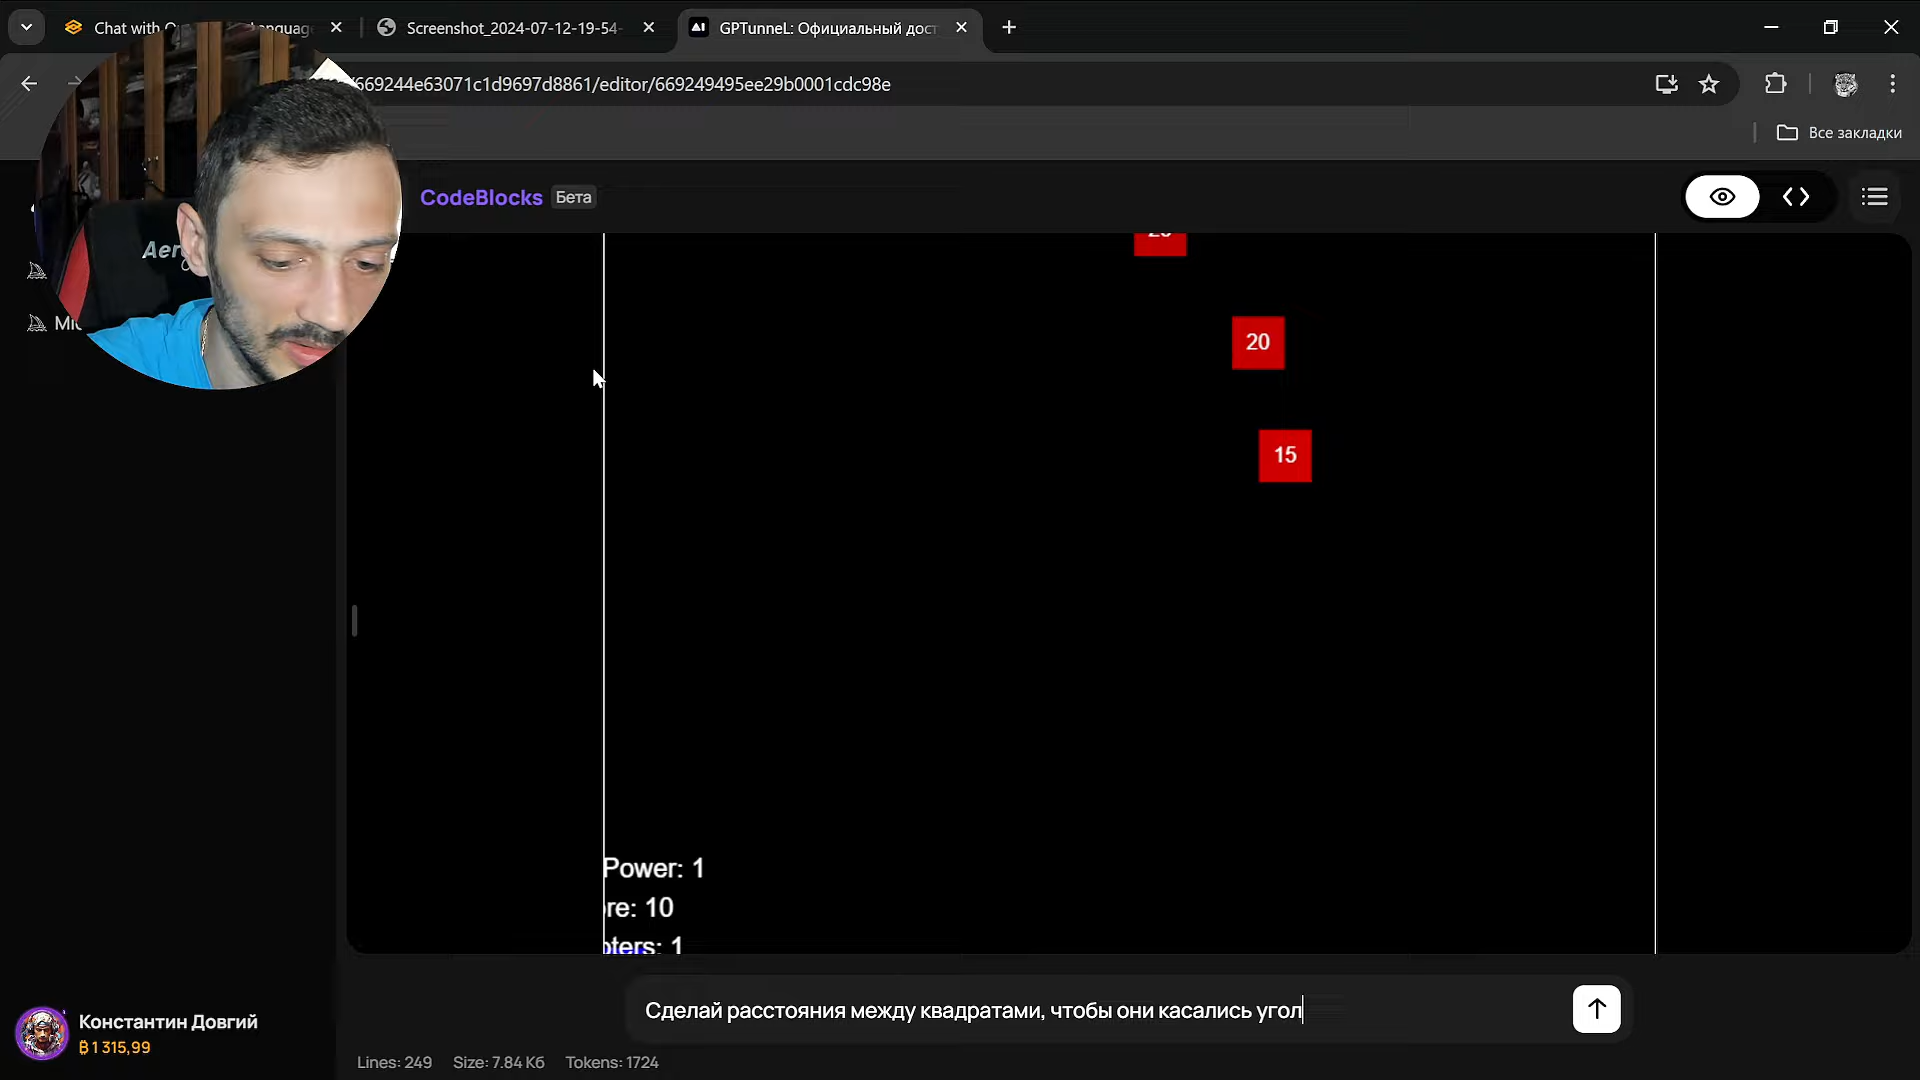 Chat with
Screenshot_2024-07-12-19-54-
GPTunneL: Официальный дост
669244e63071c1d9697d8861/editor/669249495ee29b0001cdc98e
Все закладки
CodeBlocks Бета
20
15
Power: 1
re: 10
ters: 1
Сделай расстояния между квадратами, чтобы они касались угол
Константин Довгий
฿ 1 315,99
Lines: 249 Size: 7.84 Кб Tokens: 1724